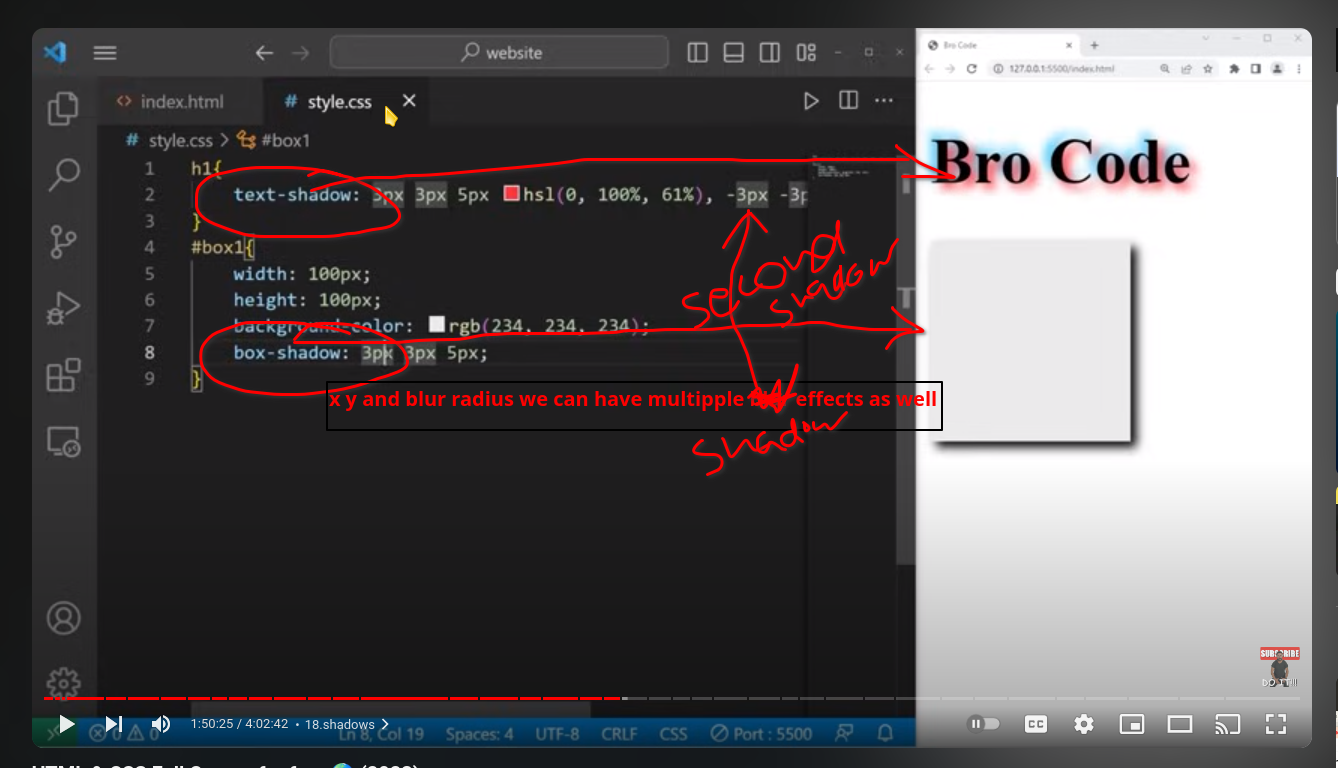 website
Bro Code
127.0.0.1:5500/index.html
index.html
# style.css
# style.css > #box1
1 h1{
2 text-shadow: 3px 3px 5px hsl(0, 100%, 61%), -3px -3p
3 }
4 #box1{
5 width: 100px;
6 height: 100px;
7 background-color: rgb(234, 234, 234);
8 box-shadow: 3px 3px 5px;
9 }
Bro Code
second
shadow
x y and blur radius we can have multipple effects as well
shadow
SUBSCRIBE
DO IT!!
1:50:25 / 4:02:42 • 18.shadows >
CC
0 0
Ln 8, Col 19 Spaces: 4 UTF-8 CRLF CSS Port : 5500